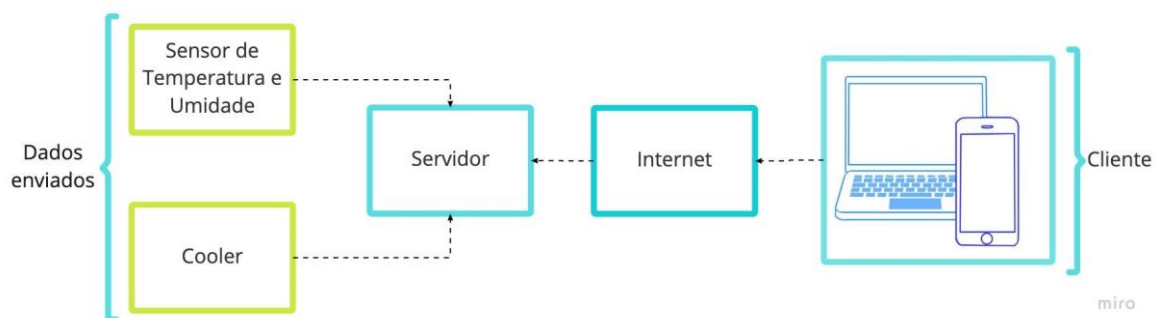 Dados
enviados
Sensor de
Temperatura e
Umidade
Cooler
Servidor
Internet
Cliente
miro